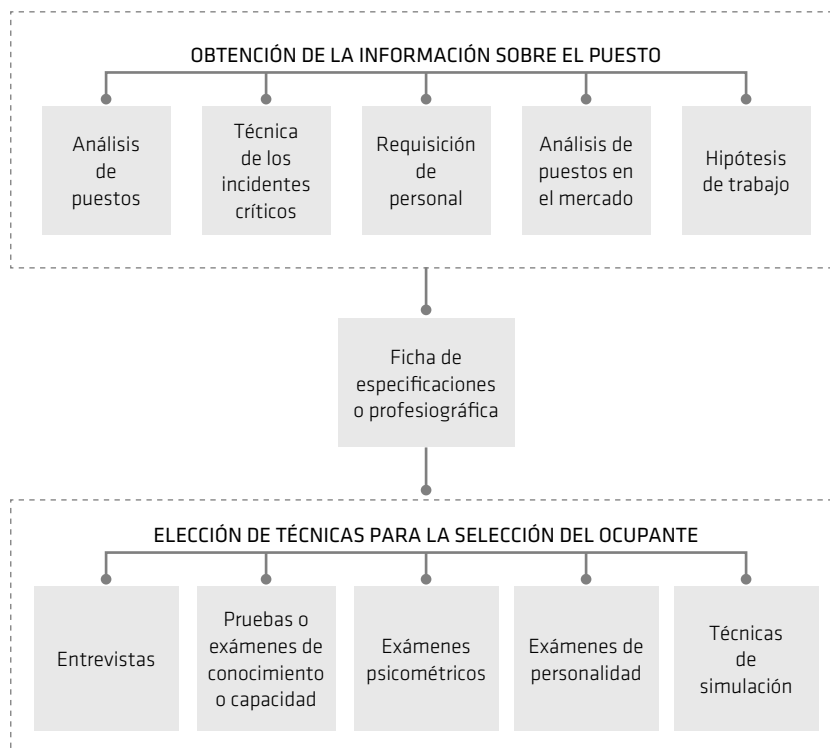 OBTENCIÓN DE LA INFORMACIÓN SOBRE EL PUESTO
Análisis
de
puestos
Técnica
de los
incidentes
críticos
Requisición
de
personal
Análisis de
puestos en
el mercado
Hipótesis
de trabajo
Ficha de
especificaciones
o profesiográfica
ELECCIÓN DE TÉCNICAS PARA LA SELECCIÓN DEL OCUPANTE
Entrevistas
Pruebas o
exámenes de
conocimiento
o capacidad
Exámenes
psicométricos
Exámenes de
personalidad
Técnicas
de
simulación